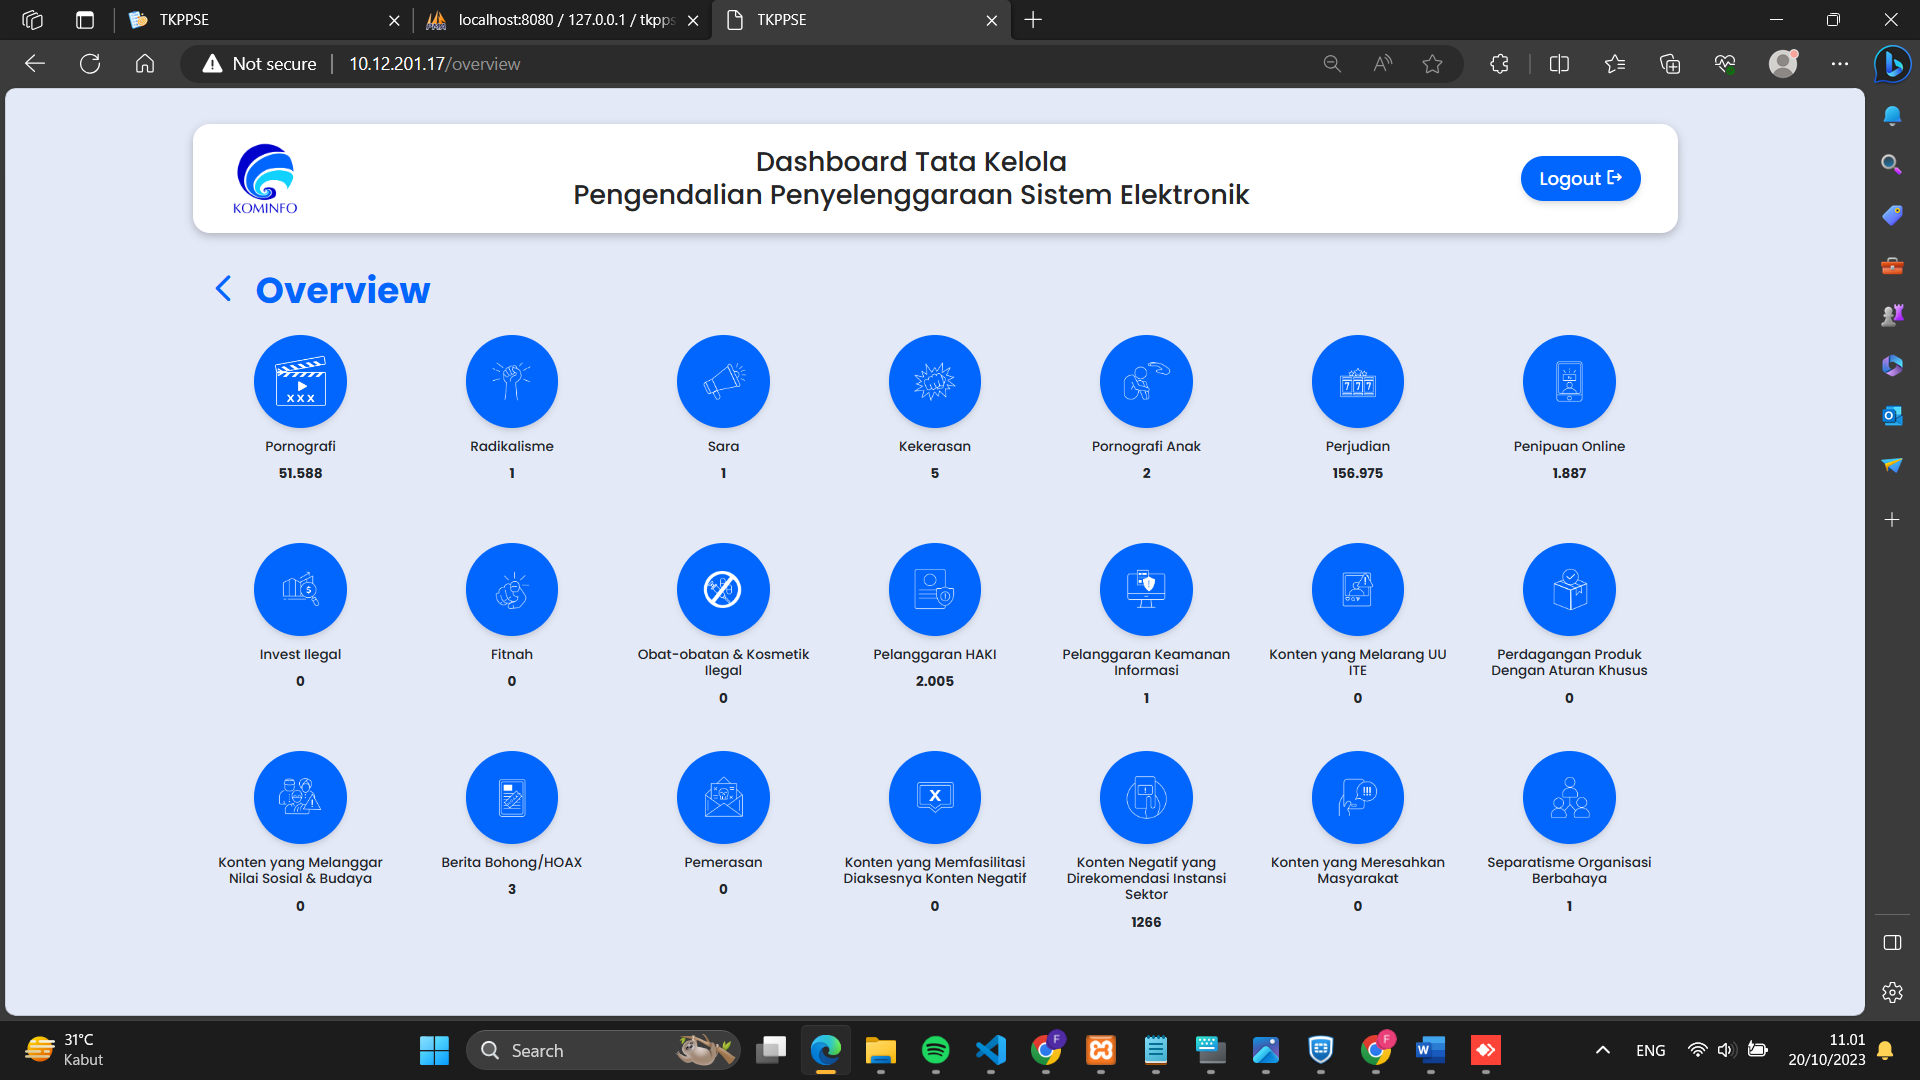 TKPPSE
localhost:8080 / 127.0.0.1 / tkpps
TKPPSE
Not secure
10.12.201.17/overview
KOMINFO
Dashboard Tata Kelola
Pengendalian Penyelenggaraan Sistem Elektronik
Logout
Overview
XXX
777
Pornografi
Radikalisme
Sara
Kekerasan
Pornografi Anak
Perjudian
Penipuan Online
51.588
1
1
5
2
156.975
1.887
Invest Ilegal
Fitnah
Obat-obatan & Kosmetik
Ilegal
Pelanggaran HAKI
Pelanggaran Keamanan
Informasi
Konten yang Melarang UU
ITE
Perdagangan Produk
Dengan Aturan Khusus
0
0
0
2.005
1
0
0
X
!!!
Konten yang Melanggar
Nilai Sosial & Budaya
Berita Bohong/HOAX
Pemerasan
Konten yang Memfasilitasi
Diaksesnya Konten Negatif
Konten Negatif yang
Direkomendasi Instansi
Sektor
Konten yang Meresahkan
Masyarakat
Separatisme Organisasi
Berbahaya
0
3
0
0
1266
0
1
31°C
Kabut
Search
ENG
11.01
20/10/2023